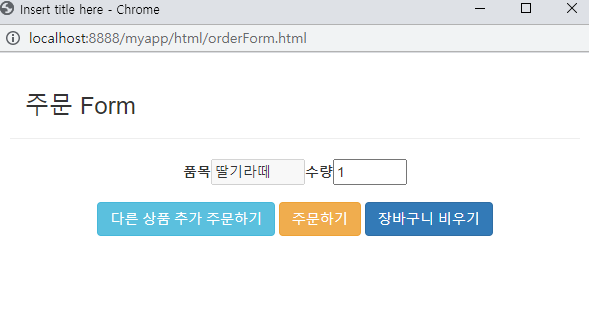 Insert title here - Chrome
localhost:8888/myapp/html/orderForm.html
주문 Form
품목 딸기라떼 수량 1
다른 상품 추가 주문하기 주문하기 장바구니 비우기